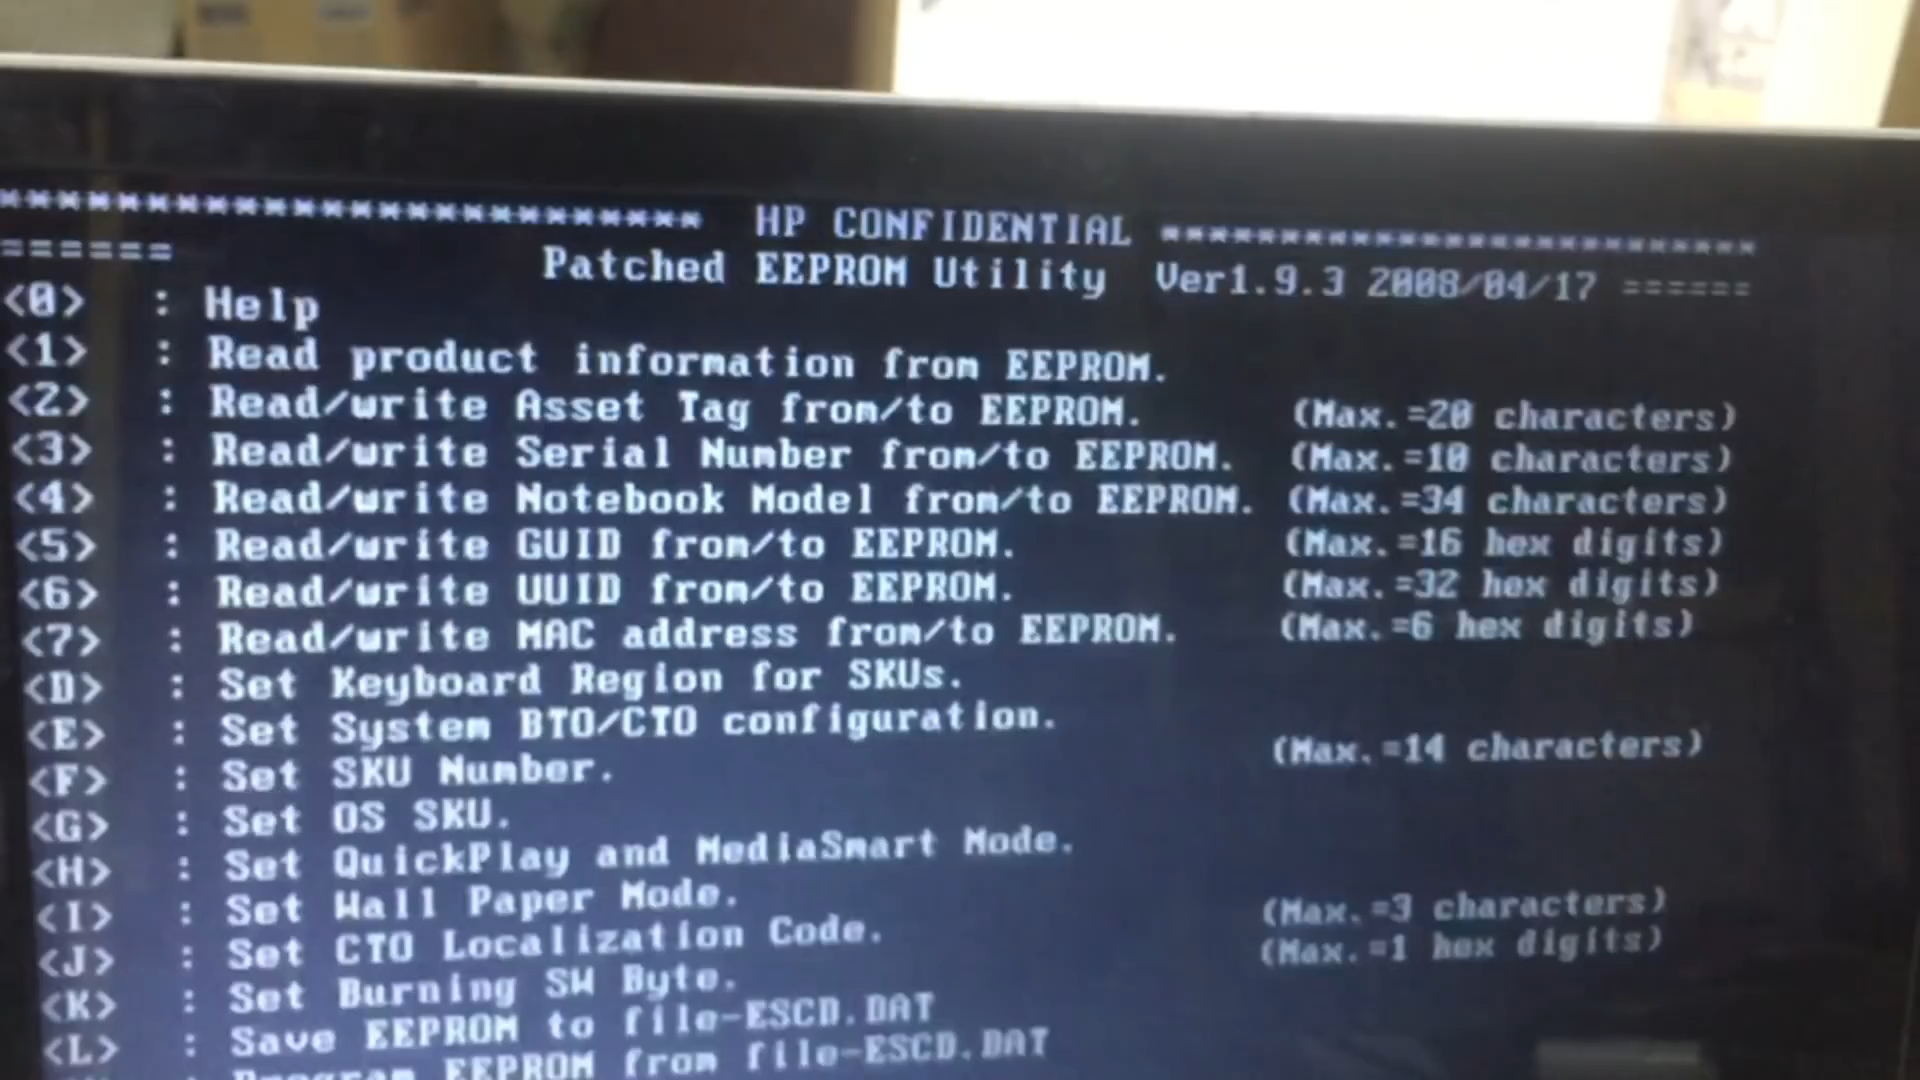 ************************* HP CONFIDENTIAL *************************
====== Patched EEPROM Utility Ver1.9.3 2008/04/17 ======
<0> : Help
<1> : Read product information from EEPROM.
<2> : Read/write Asset Tag from/to EEPROM. (Max.=20 characters)
<3> : Read/write Serial Number from/to EEPROM. (Max.=10 characters)
<4> : Read/write Notebook Model from/to EEPROM. (Max.=34 characters)
<5> : Read/write GUID from/to EEPROM. (Max.=16 hex digits)
<6> : Read/write UUID from/to EEPROM. (Max.=32 hex digits)
<7> : Read/write MAC address from/to EEPROM. (Max.=6 hex digits)
<D> : Set Keyboard Region for SKUs.
<E> : Set System BTO/CTO configuration.
<F> : Set SKU Number. (Max.=14 characters)
<G> : Set OS SKU.
<H> : Set QuickPlay and MediaSmart Mode.
<I> : Set Wall Paper Mode.
<J> : Set CTO Localization Code. (Max.=3 characters)
<K> : Set Burning SW Byte. (Max.=1 hex digits)
<L> : Save EEPROM to file-ESCD.DAT
: Program EEPROM from file-ESCD.DAT